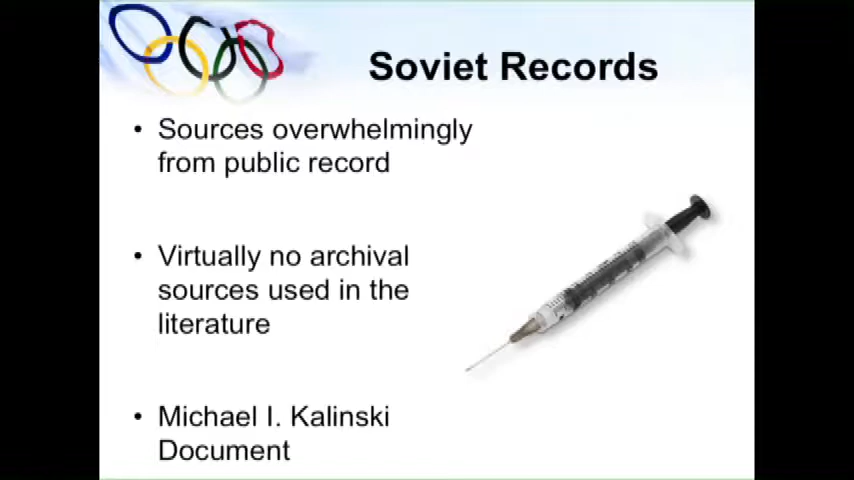 Soviet Records
• Sources overwhelmingly
from public record
• Virtually no archival
sources used in the
literature
• Michael I. Kalinski
Document